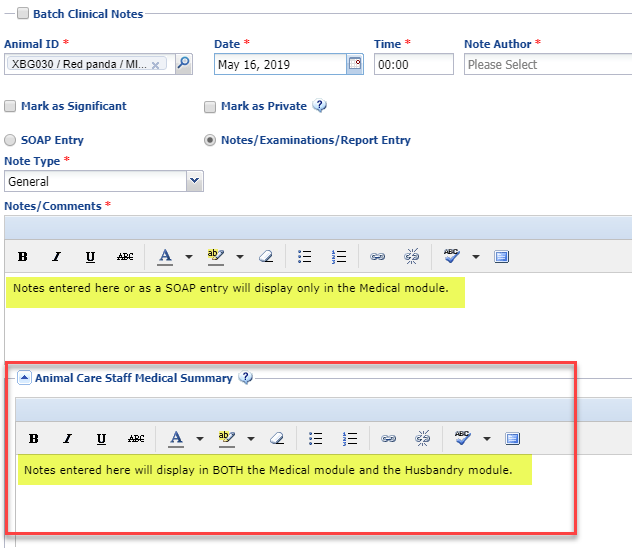 Batch Clinical Notes
Animal ID * Date * Time * Note Author *
XBG030 / Red panda / MI... May 16, 2019 00:00 Please Select
Mark as Significant Mark as Private ?
SOAP Entry Notes/Examinations/Report Entry
Note Type *
General
Notes/Comments *
B I U ABC A ab ABC
Notes entered here or as a SOAP entry will display only in the Medical module.
Animal Care Staff Medical Summary ?
B I U ABC A ab ABC
Notes entered here will display in BOTH the Medical module and the Husbandry module.